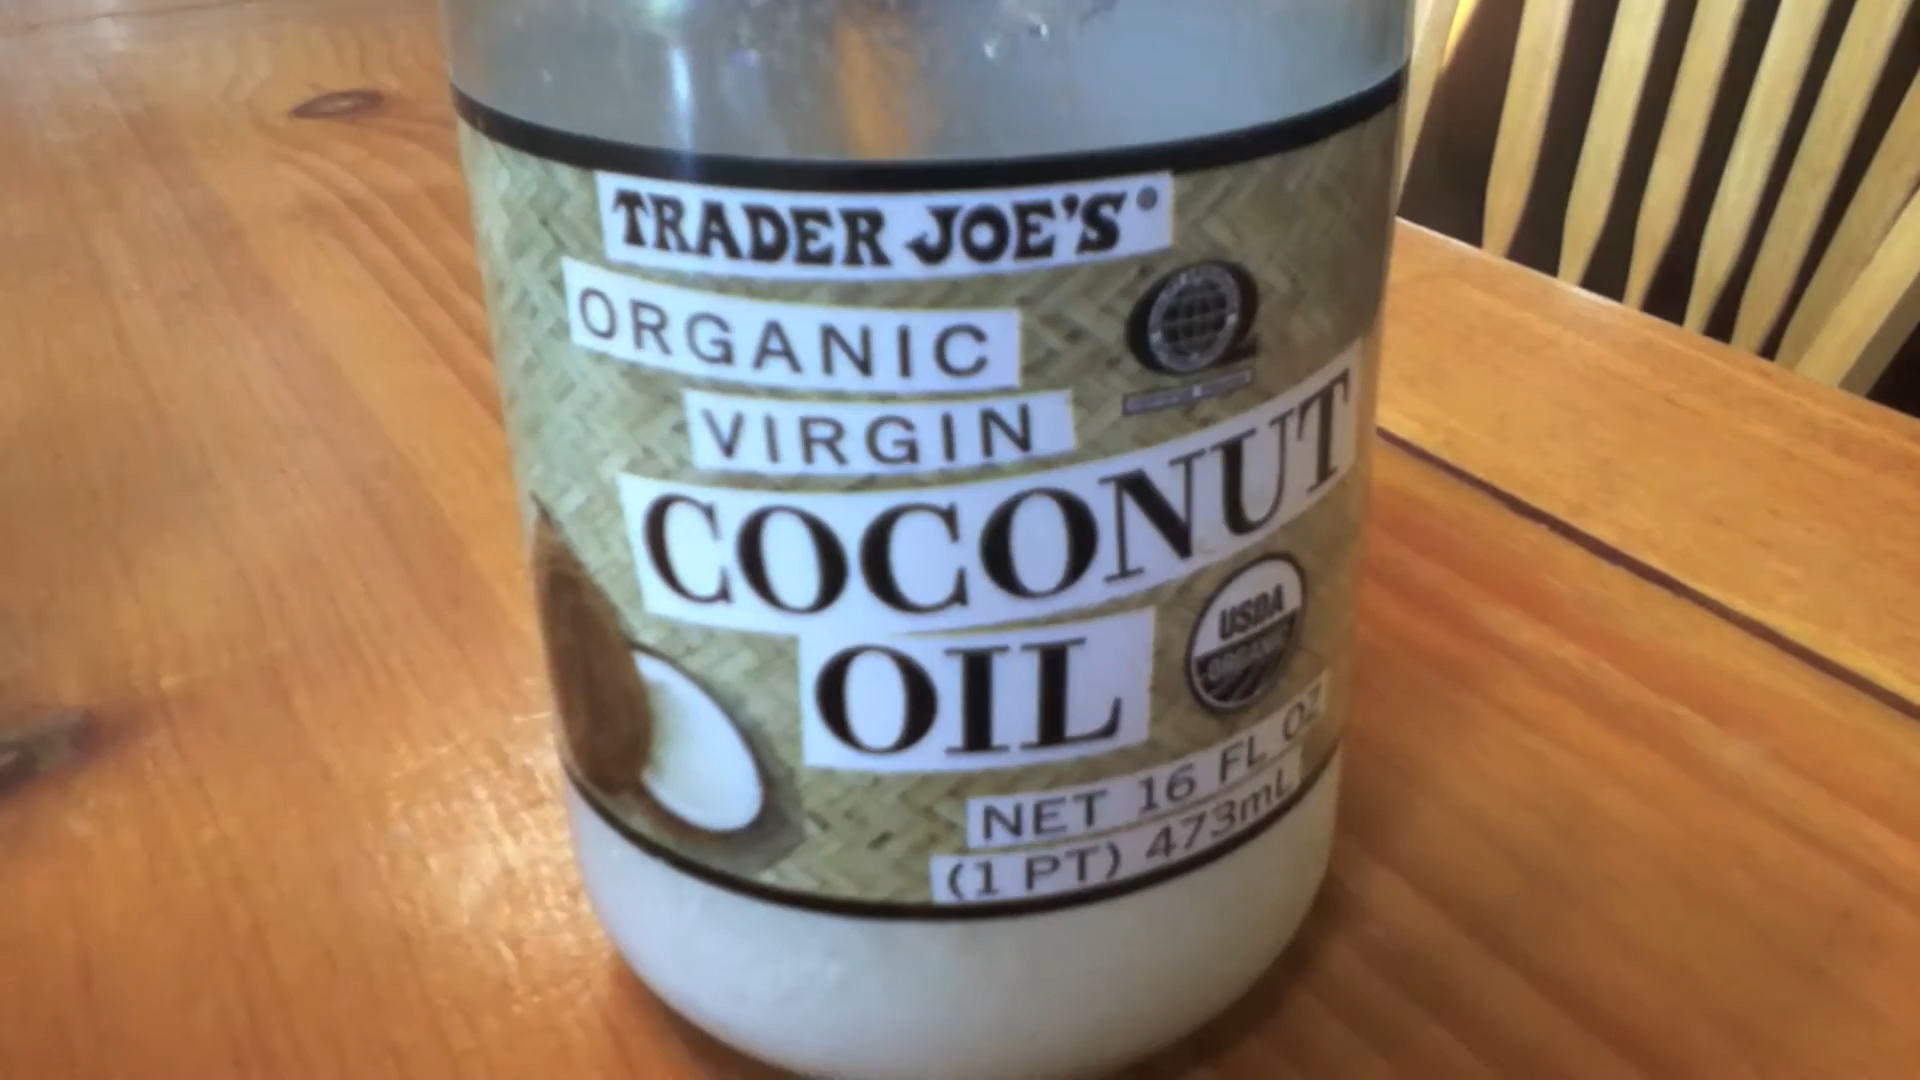 TRADER JOE'S®
ORGANIC
VIRGIN
COCONUT
OIL
USDA
ORGANIC
NET 16 FL OZ
(1 PT) 473mL